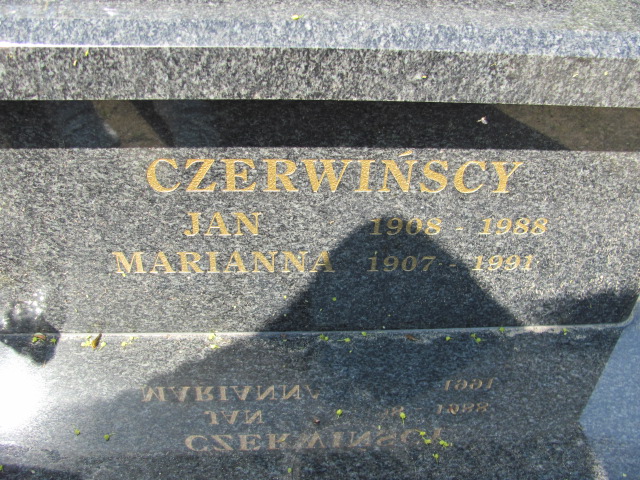 CZERWIŃSCY
JAN 1908 - 1988
MARIANNA 1907 - 1991